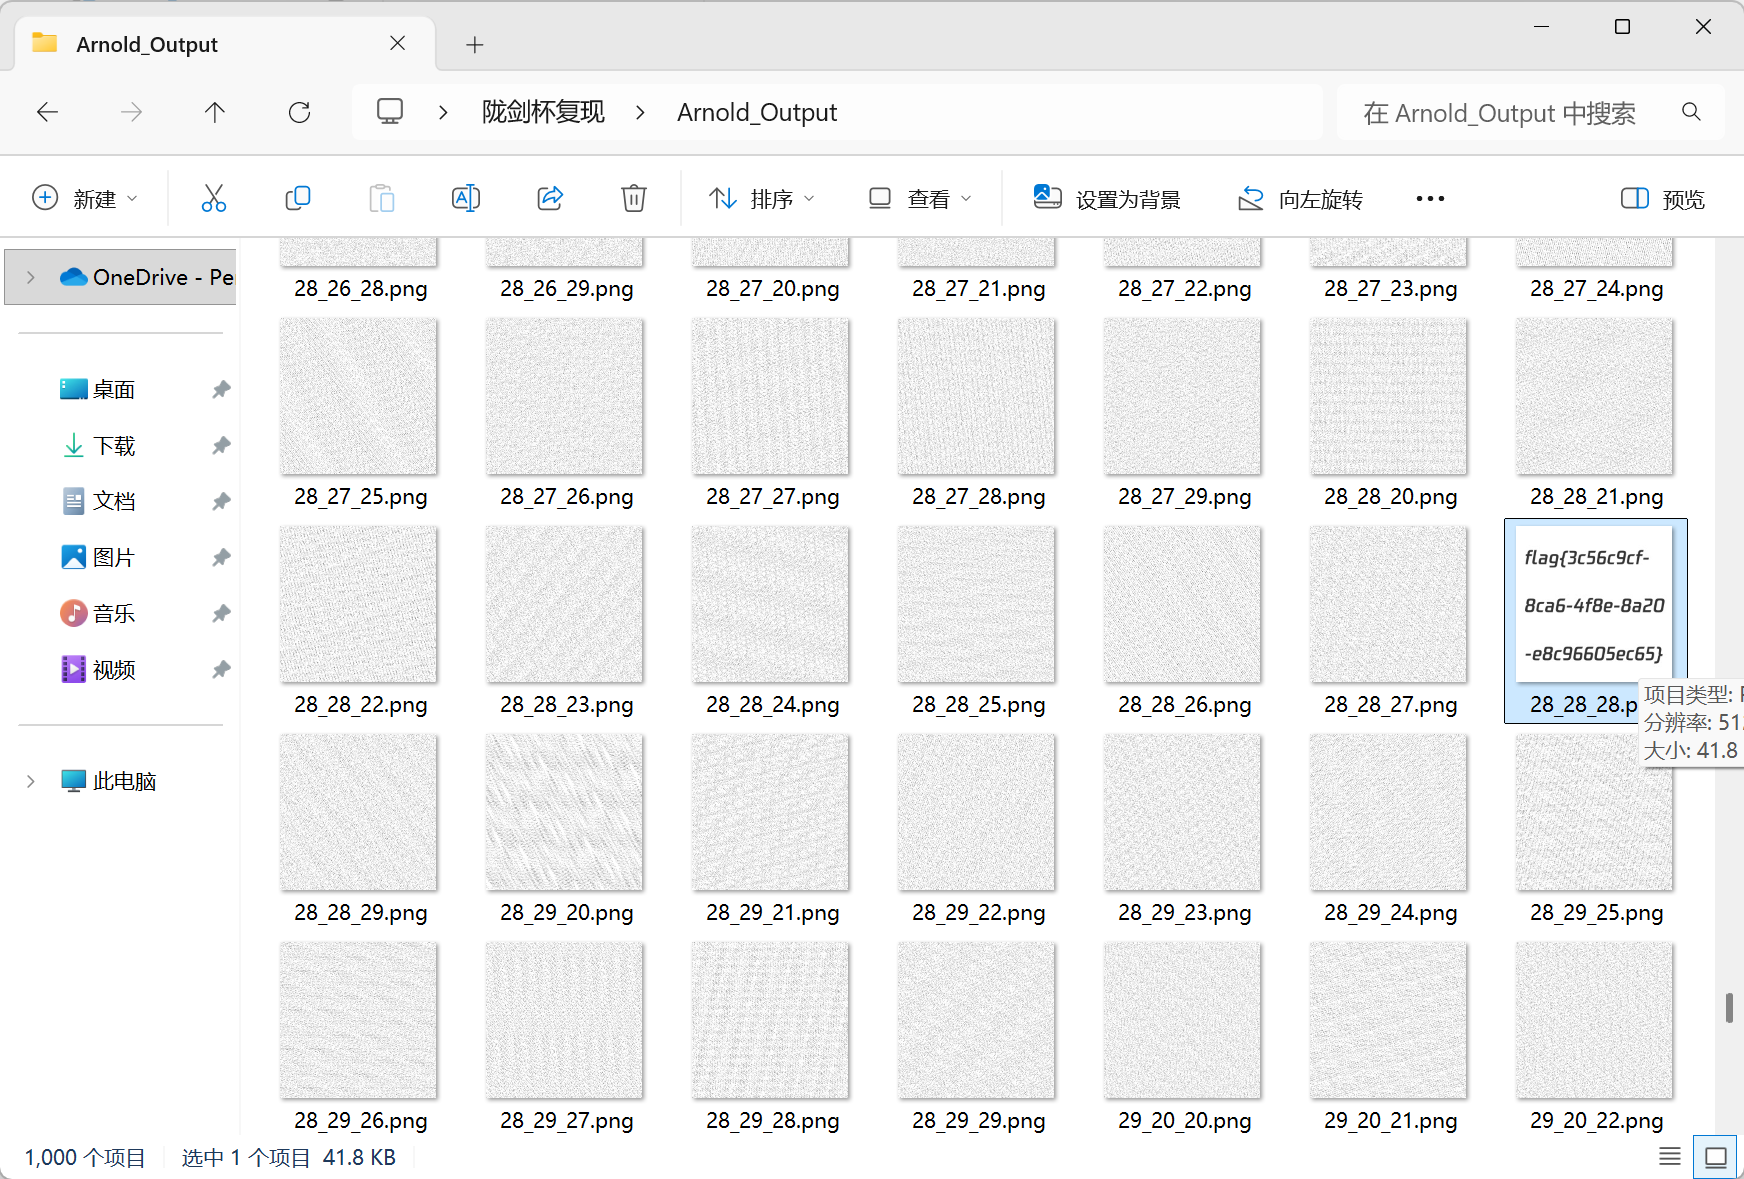 Arnold_Output
陇剑杯复现
Arnold_Output
在 Arnold_Output 中搜索
新建
排序
查看
设置为背景
向左旋转
预览
OneDrive - Per
桌面
下载
文档
图片
音乐
视频
此电脑
28_26_28.png
28_26_29.png
28_27_20.png
28_27_21.png
28_27_22.png
28_27_23.png
28_27_24.png
28_27_25.png
28_27_26.png
28_27_27.png
28_27_28.png
28_27_29.png
28_28_20.png
28_28_21.png
flag{3c56c9cf-
8ca6-4f8e-8a20
-e8c96605ec65}
28_28_22.png
28_28_23.png
28_28_24.png
28_28_25.png
28_28_26.png
28_28_27.png
28_28_28.p
项目类型:
分辨率: 51
大小: 41.8
28_28_29.png
28_29_20.png
28_29_21.png
28_29_22.png
28_29_23.png
28_29_24.png
28_29_25.png
28_29_26.png
28_29_27.png
28_29_28.png
28_29_29.png
29_20_20.png
29_20_21.png
29_20_22.png
1,000 个项目
选中 1 个项目 41.8 KB